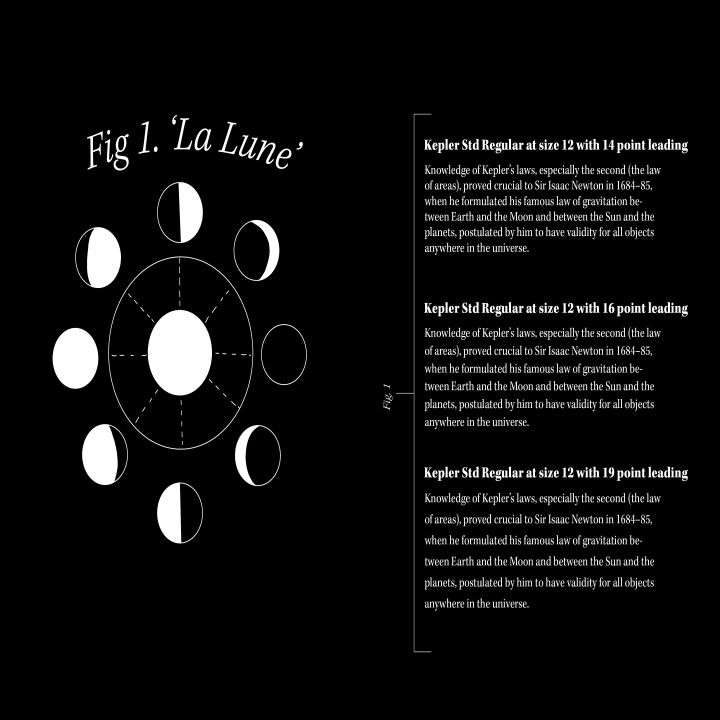 Fig 1. ‘La Lune’
Fig. 1
Kepler Std Regular at size 12 with 14 point leading
Knowledge of Kepler’s laws, especially the second (the law
of areas), proved crucial to Sir Isaac Newton in 1684–85,
when he formulated his famous law of gravitation be-
tween Earth and the Moon and between the Sun and the
planets, postulated by him to have validity for all objects
anywhere in the universe.
Kepler Std Regular at size 12 with 16 point leading
Knowledge of Kepler’s laws, especially the second (the law
of areas), proved crucial to Sir Isaac Newton in 1684–85,
when he formulated his famous law of gravitation be-
tween Earth and the Moon and between the Sun and the
planets, postulated by him to have validity for all objects
anywhere in the universe.
Kepler Std Regular at size 12 with 19 point leading
Knowledge of Kepler’s laws, especially the second (the law
of areas), proved crucial to Sir Isaac Newton in 1684–85,
when he formulated his famous law of gravitation be-
tween Earth and the Moon and between the Sun and the
planets, postulated by him to have validity for all objects
anywhere in the universe.